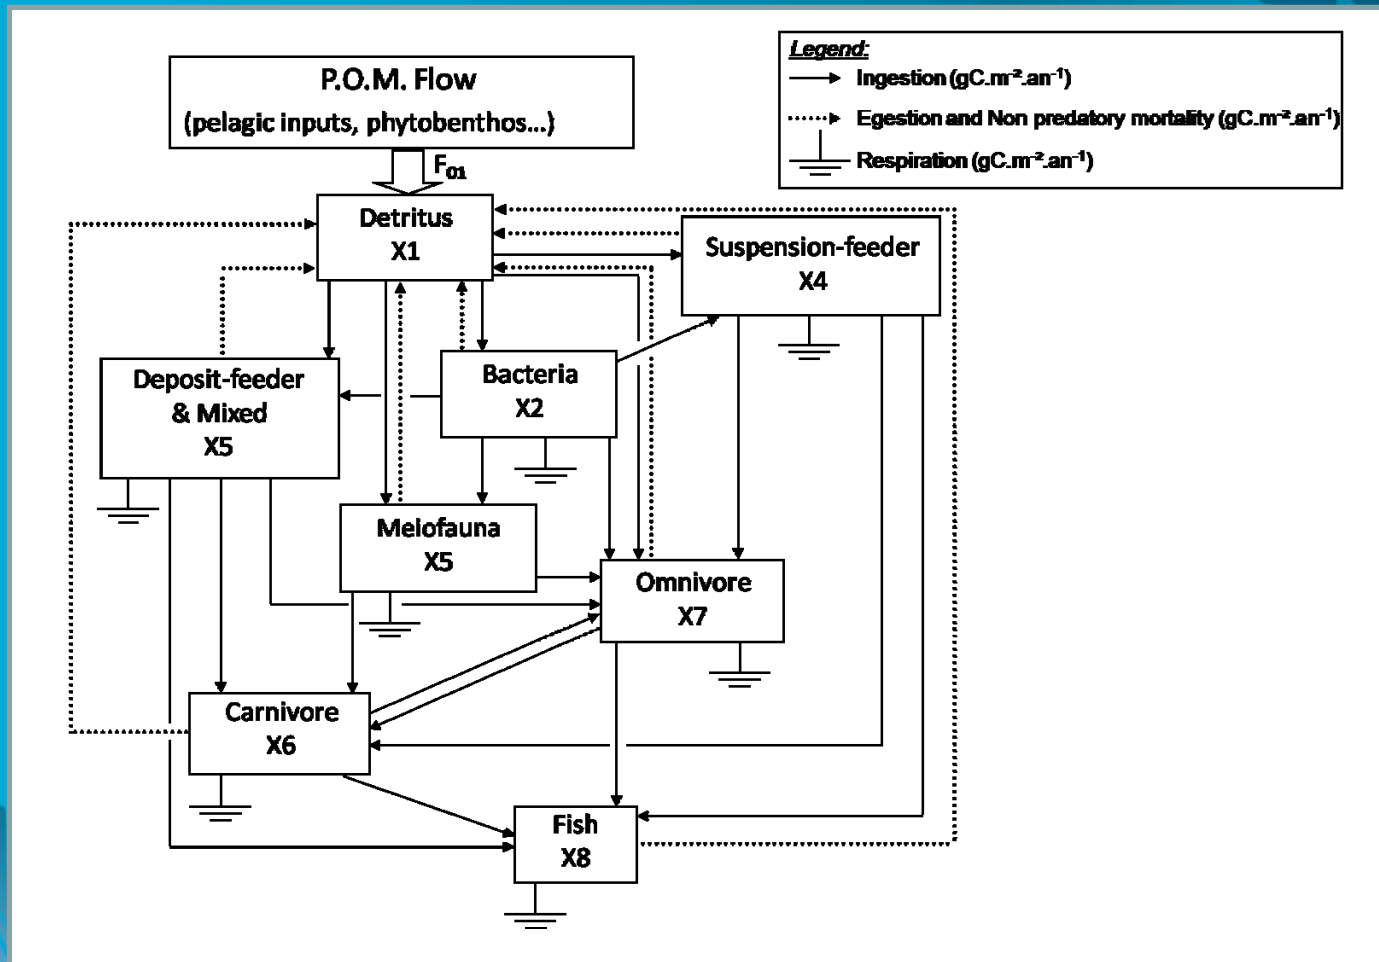 P.O.M. Flow
(pelagic inputs, phytobenthos...)
F₀₁
Legend:
Ingestion (gC.m⁻².an⁻¹)
Egestion and Non predatory mortality (gC.m⁻².an⁻¹)
Respiration (gC.m⁻².an⁻¹)
Detritus
X1
Suspension-feeder
X4
Deposit-feeder
& Mixed
X5
Bacteria
X2
Meiofauna
X5
Omnivore
X7
Carnivore
X6
Fish
X8